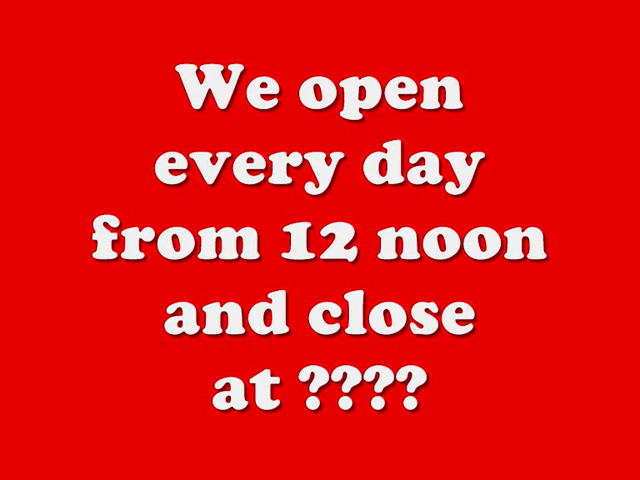 We open
every day
from 12 noon
and close
at ????